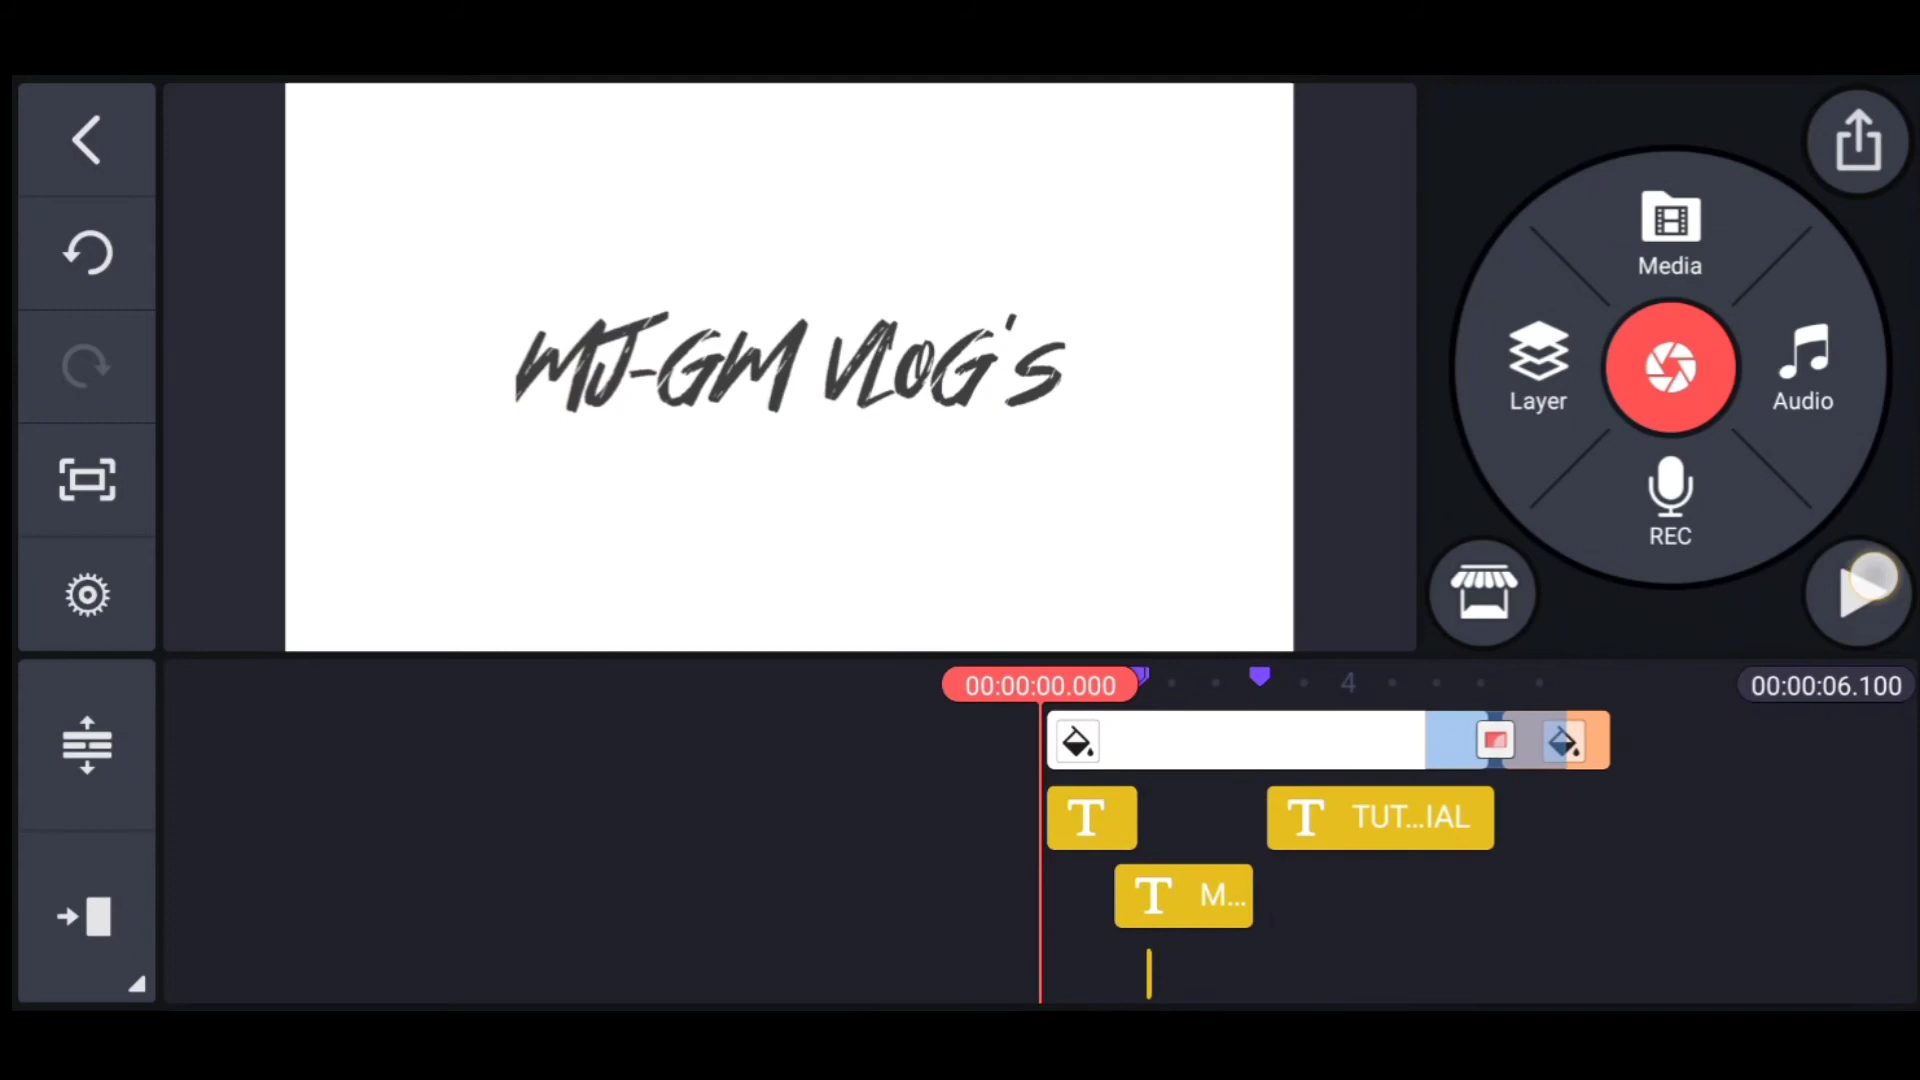 MJ-GM VLOG'S
Media
Layer
Audio
REC
00:00:00.000
4
00:00:06.100
T
T TUT...IAL
T M...